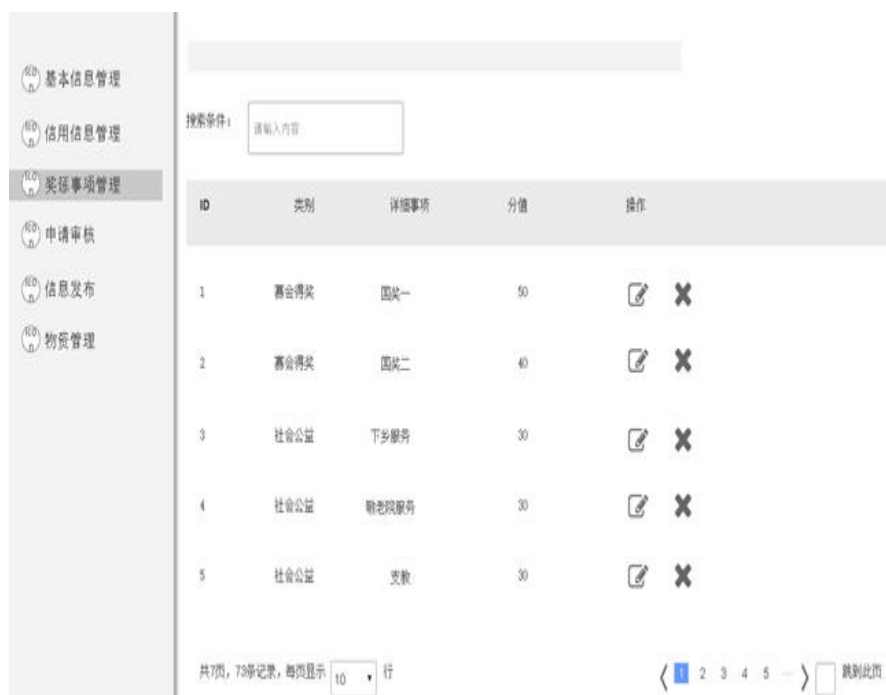 基本信息管理
信用信息管理
奖惩事项管理
申请审核
信息发布
物资管理
搜索条件：
请输入内容
ID 类别 详细事项 分值 操作
1 赛会得奖 国奖一 50
2 赛会得奖 国奖二 40
3 社会公益 下乡服务 30
4 社会公益 敬老院服务 30
5 社会公益 支教 30
共7页，73条记录，每页显示 10 行
1 2 3 4 5 ··· 跳到此页